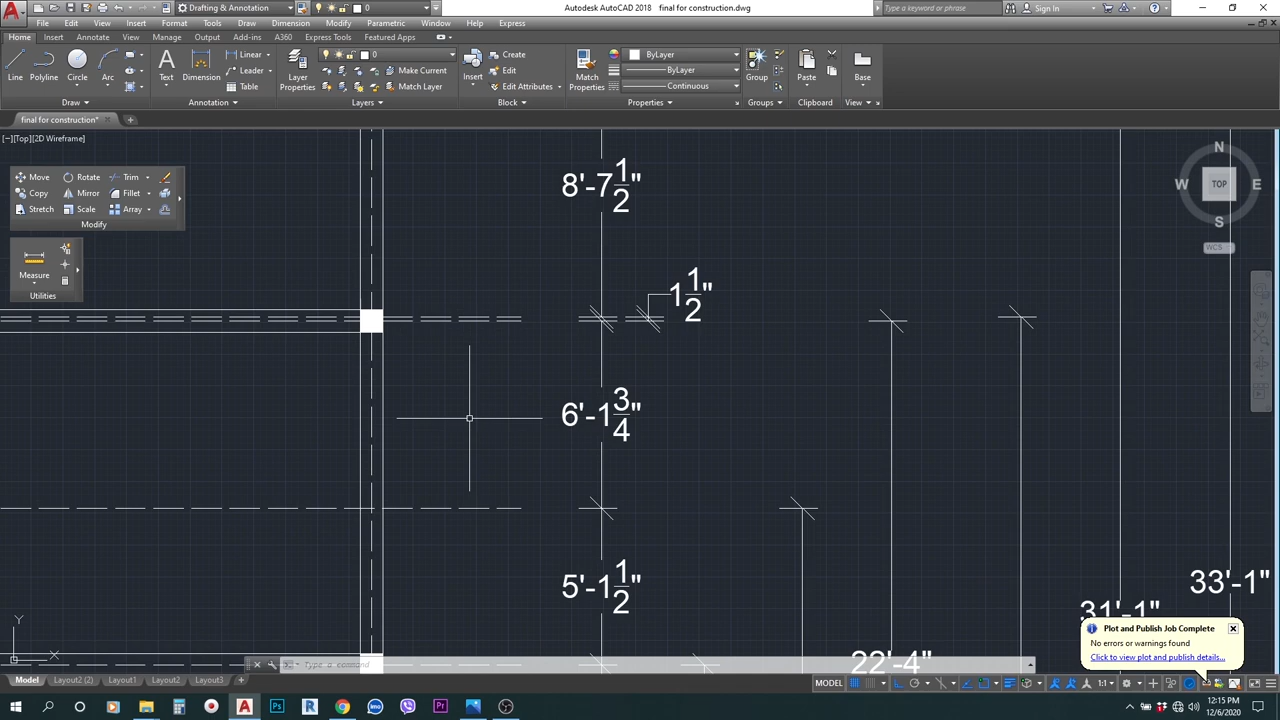 Drafting & Annotation
0
Autodesk AutoCAD 2018 final for construction.dwg
Type a keyword or phrase
Sign In
File Edit View Insert Format Tools Draw Dimension Modify Parametric Window Help Express
Home Insert Annotate Parametric View Manage Output Add-ins A360 Express Tools Featured Apps
Line
Polyline
Circle
Arc
Draw
Text
Dimension
Linear
Leader
Table
Annotation
Layer
Properties
0
Make Current
Match Layer
Layers
Insert
Create
Edit
Edit Attributes
Block
Match
Properties
ByLayer
ByLayer
Continuous
Properties
Group
Groups
Paste
Clipboard
Base
View
final for construction*
[−][Top][2D Wireframe]
Move Rotate Trim
Copy Mirror Fillet
Stretch Scale Array
Modify
Measure
Utilities
N
W TOP E
S
WCS
8'-7 1/2"
1 1/2"
6'-1 3/4"
5'-1 1/2"
22'-4"
31'-1"
33'-1"
Y
X
Plot and Publish Job Complete
No errors or warnings found
Click to view plot and publish details...
Type a command
Model Layout2 (2) Layout1 Layout2 Layout3
MODEL
1:1
12:15 PM
12/6/2020